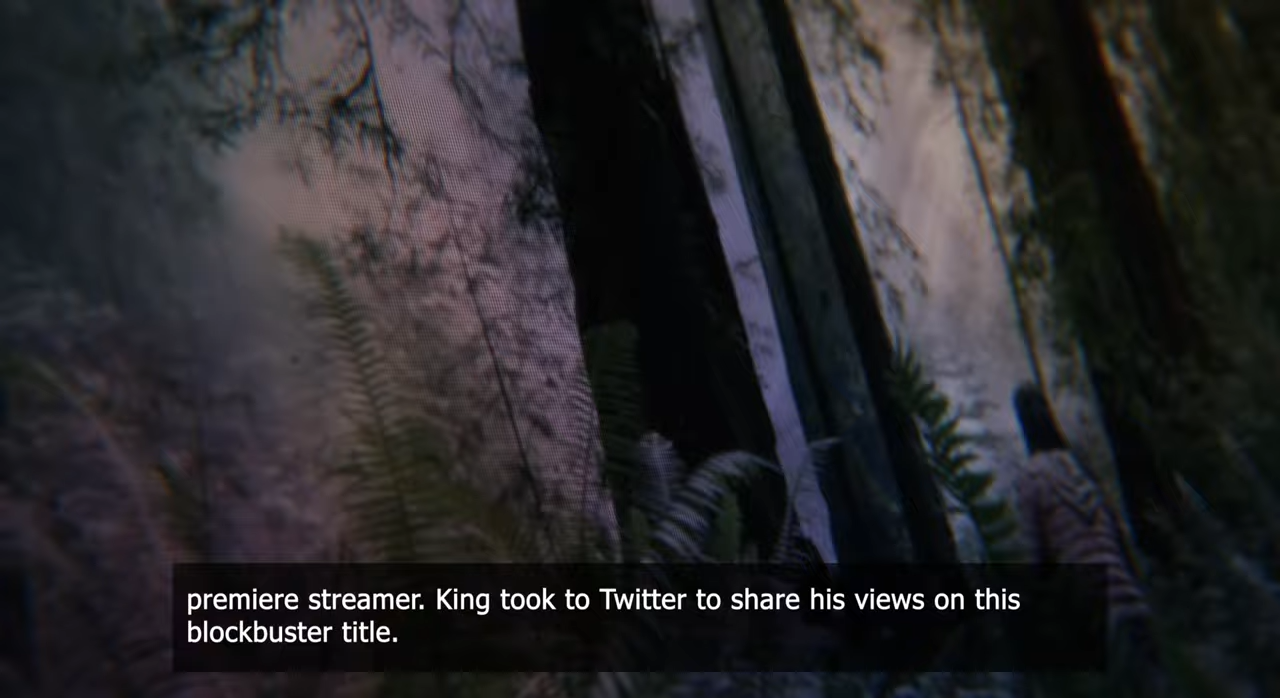 premiere streamer. King took to Twitter to share his views on this
blockbuster title.